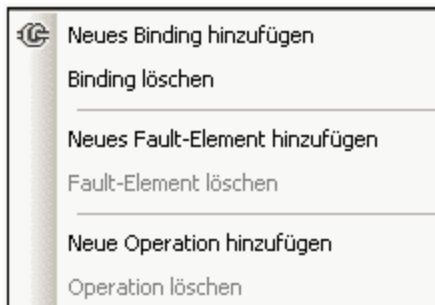 Neues Binding hinzufügen
Binding löschen
Neues Fault-Element hinzufügen
Fault-Element löschen
Neue Operation hinzufügen
Operation löschen